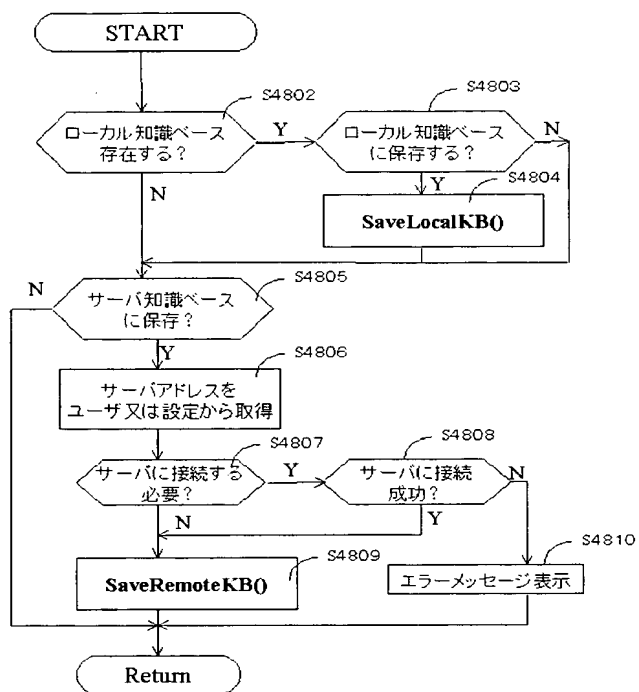 START
S4802
ローカル知識ベース
存在する？
Y
N
S4803
ローカル知識ベース
に保存する？
N
Y
S4804
SaveLocalKB()
S4805
サーバ知識ベース
に保存？
N
Y
S4806
サーバアドレスを
ユーザ又は設定から取得
S4807
サーバに接続する
必要？
Y
N
S4808
サーバに接続
成功？
N
Y
S4809
SaveRemoteKB()
S4810
エラーメッセージ表示
Return